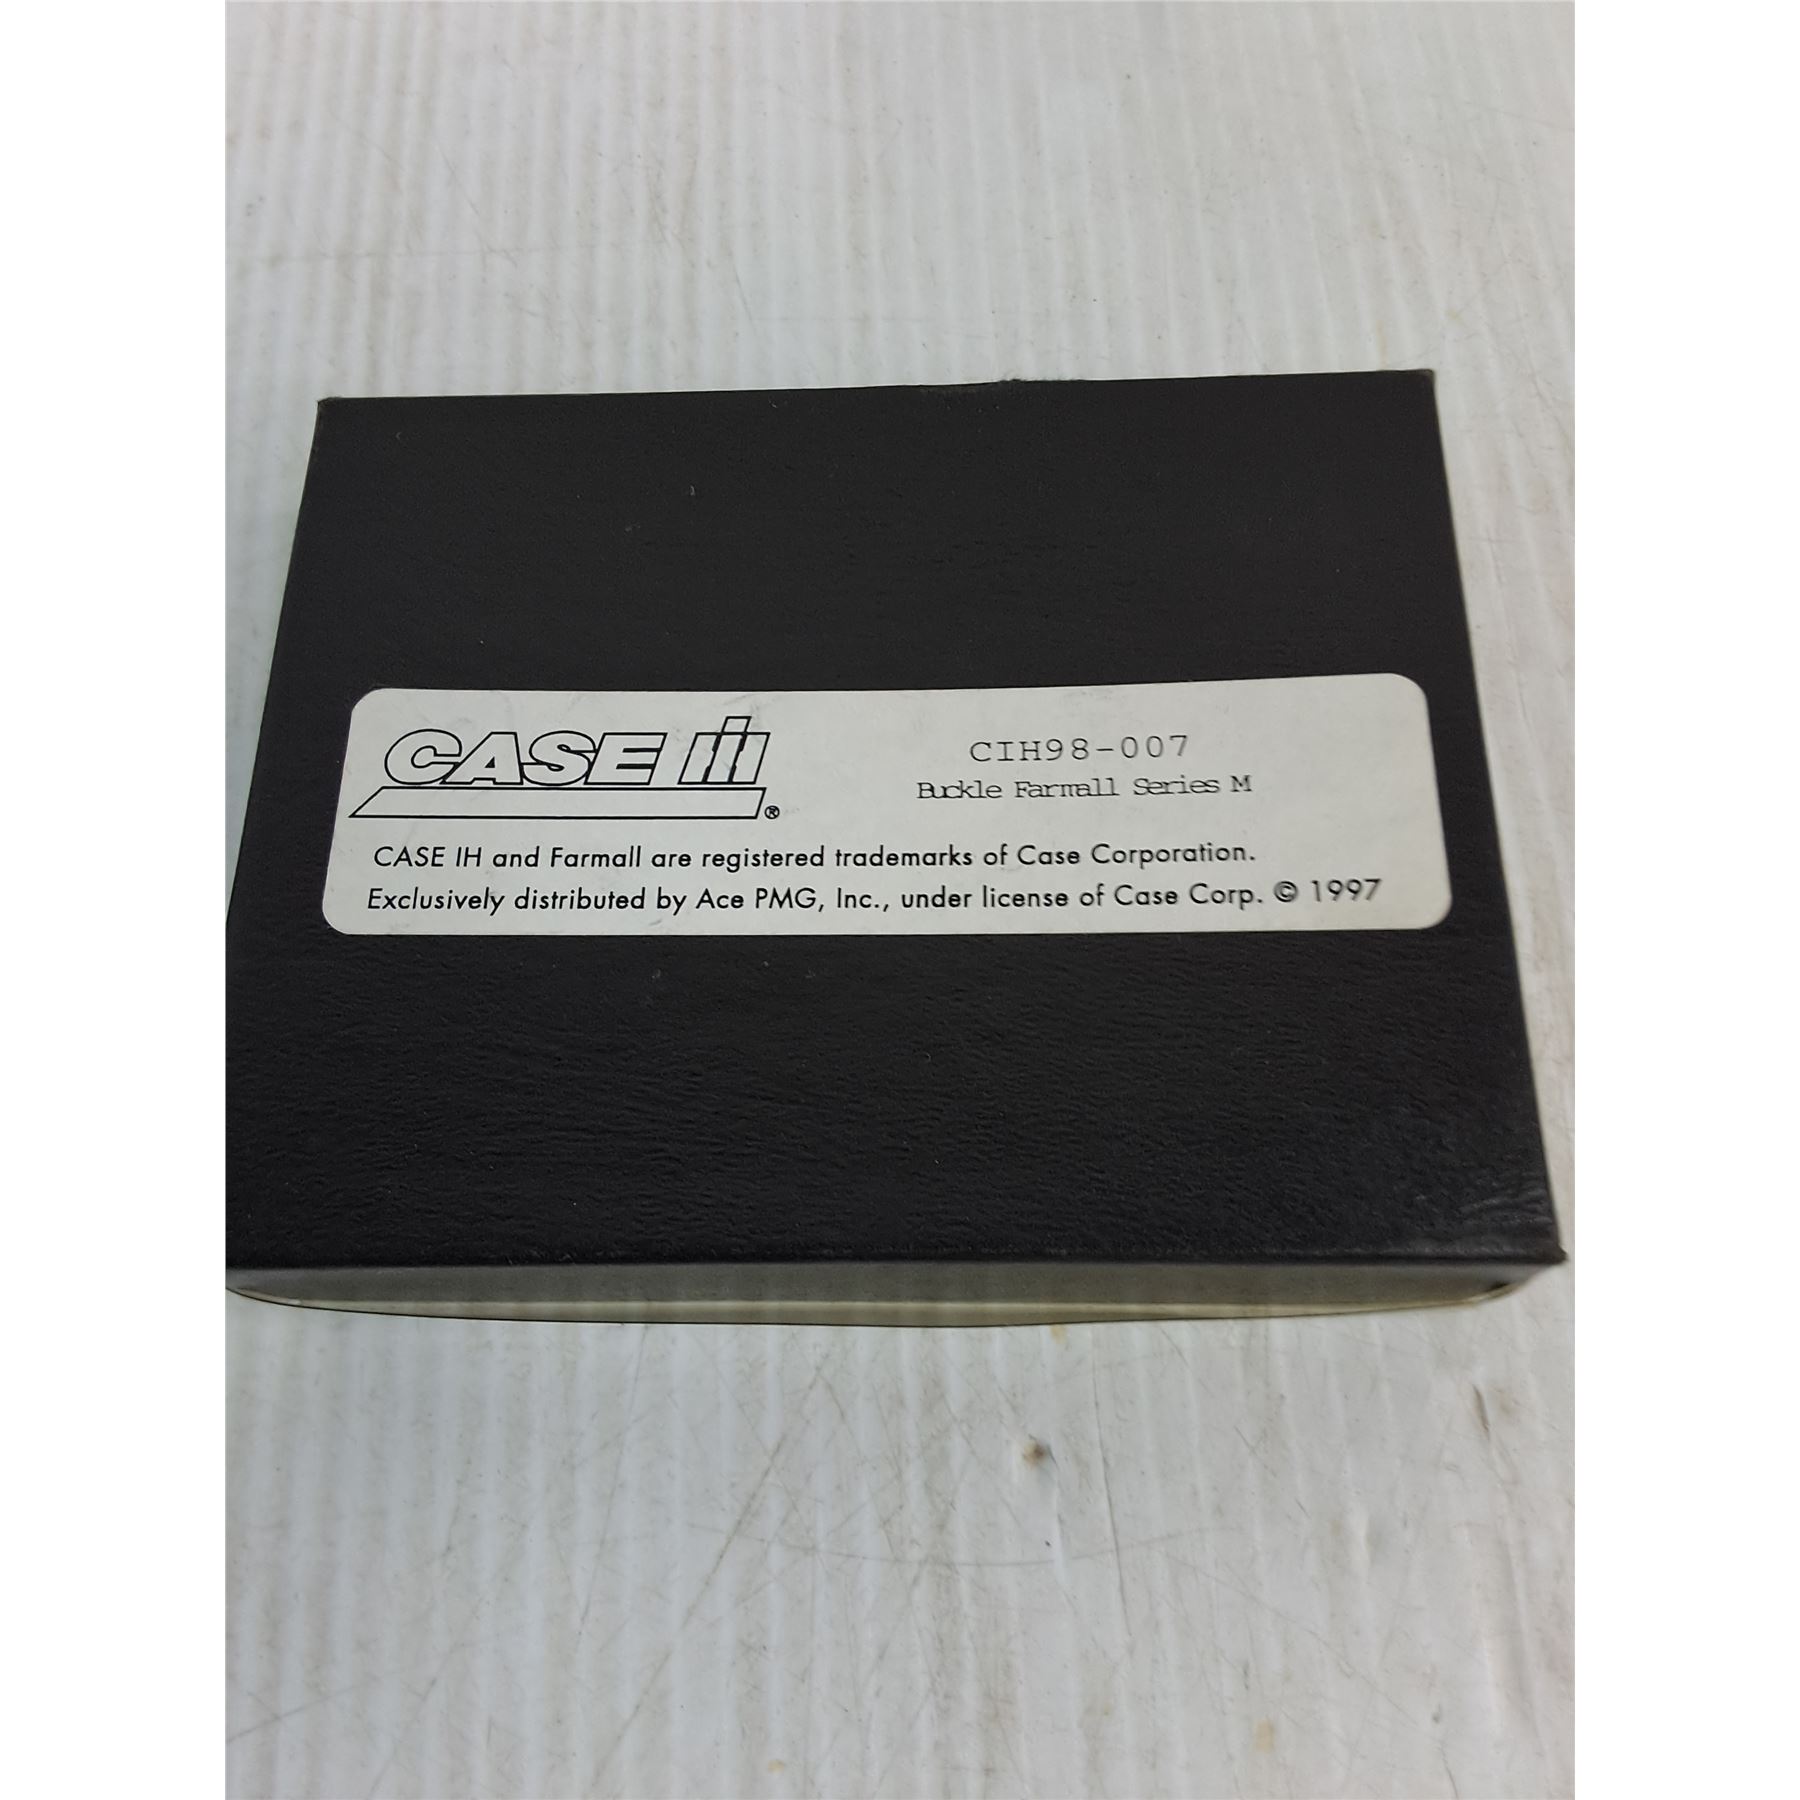 CASE IH ®
CIH98-007
Buckle Farmall Series M
CASE IH and Farmall are registered trademarks of Case Corporation.
Exclusively distributed by Ace PMG, Inc., under license of Case Corp. © 1997